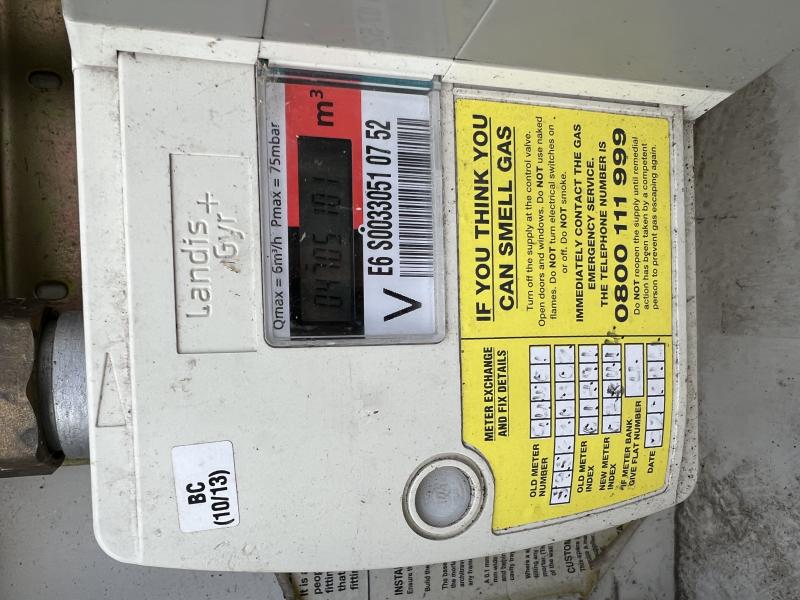 Landis
Gyr+
Qmax = 6m³/h Pmax = 75mbar
04705 101
m³
V
E6 S0033051 07 52
BC
(10/13)
IF YOU THINK YOU
CAN SMELL GAS
Turn off the supply at the control valve.
Open doors and windows. Do NOT use naked
flames. Do NOT turn electrical switches on
or off. Do NOT smoke.
IMMEDIATELY CONTACT THE GAS
EMERGENCY SERVICE.
THE TELEPHONE NUMBER IS
0800 111 999
Do NOT reopen the supply until remedial
action has been taken by a competent
person to prevent gas escaping again.
METER EXCHANGE
AND FIX DETAILS
OLD METER
NUMBER
OLD METER
INDEX
NEW METER
INDEX
*IF METER BANK
GIVE FLAT NUMBER
DATE